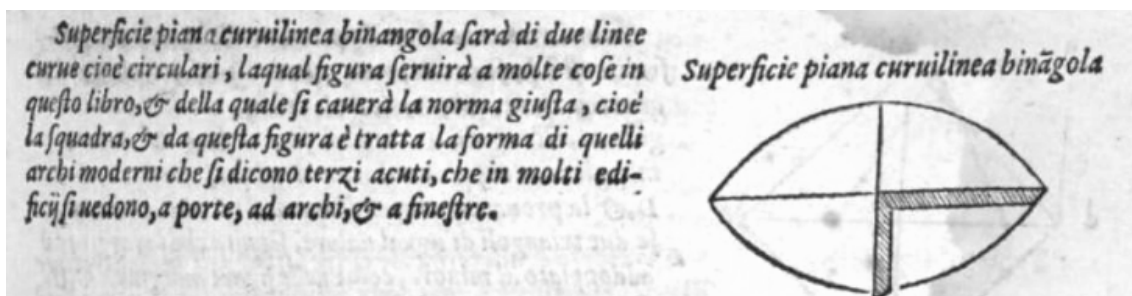 Superficie piana curuilinea binangola ſarà di due linee
curue cioè circulari, laqual figura ſeruirà a molte coſe in
queſto libro, & della quale ſi cauerà la norma giuſta, cioè
la ſquadra, & da queſta figura è tratta la forma di quelli
archi moderni che ſi dicono terzi acuti, che in molti edi-
ficij ſi uedono, a porte, ad archi, & a fineſtre.
Superficie piana curuilinea binãgola